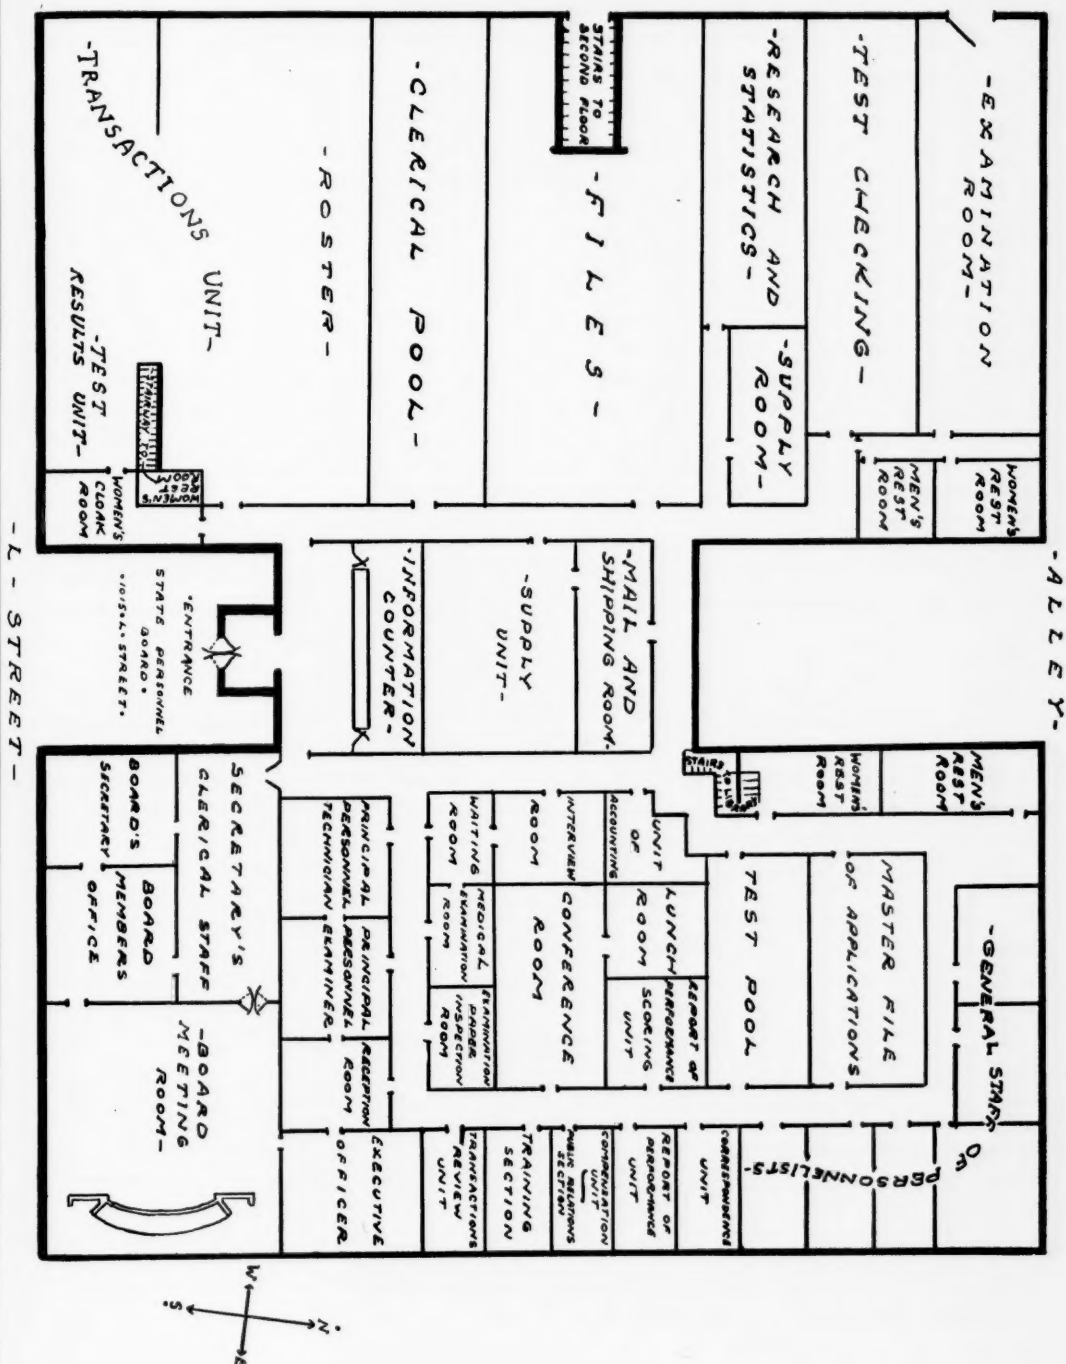 -EXAMINATION
ROOM-
-TEST CHECKING-
-RESEARCH AND
STATISTICS-
-SUPPLY
ROOM-
STAIRS TO
SECOND FLOOR
-FILES-
-CLERICAL POOL-
-ROSTER-
-TRANSACTIONS UNIT-
-TEST
RESULTS UNIT-
WOMEN'S
REST
ROOM
WOMEN'S
CLOAK
ROOM
MEN'S
REST
ROOM
WOMEN'S
REST
ROOM
-ALLEY-
-L-STREET-
-MAIL AND
SHIPPING ROOM-
-SUPPLY
UNIT-
-INFORMATION
COUNTER-
·ENTRANCE
STATE PERSONNEL
BOARD·
·1015·L·STREET·
MEN'S
REST
ROOM
WOMEN'S
REST
ROOM
STAIRS TO LIBRARY
MASTER FILE
OF APPLICATIONS
TEST POOL
ACCOUNTING
UNIT
OF
LUNCH
ROOM
REPORT OF
PERFORMANCE
SCORING
UNIT
INTERVIEW
ROOM
CONFERENCE
ROOM
WAITING
ROOM
MEDICAL
EXAMINATION
ROOM
EXAMINATION
PAPER
INSPECTION
ROOM
PRINCIPAL
PERSONNEL
TECHNICIAN
PRINCIPAL
PERSONNEL
EXAMINER
RECEPTION
ROOM
SECRETARY'S
CLERICAL STAFF
BOARD'S
SECRETARY
BOARD
MEMBERS
OFFICE
-BOARD
MEETING
ROOM-
EXECUTIVE
OFFICER
TRANSACTIONS
REVIEW
UNIT
TRAINING
SECTION
COMPENSATION
UNIT
PUBLIC RELATIONS
SECTION
REPORT OF
PERFORMANCE
UNIT
CORRESPONDENCE
UNIT
-GENERAL STAFF
OF PERSONNELISTS-
W
·S·
N·
E